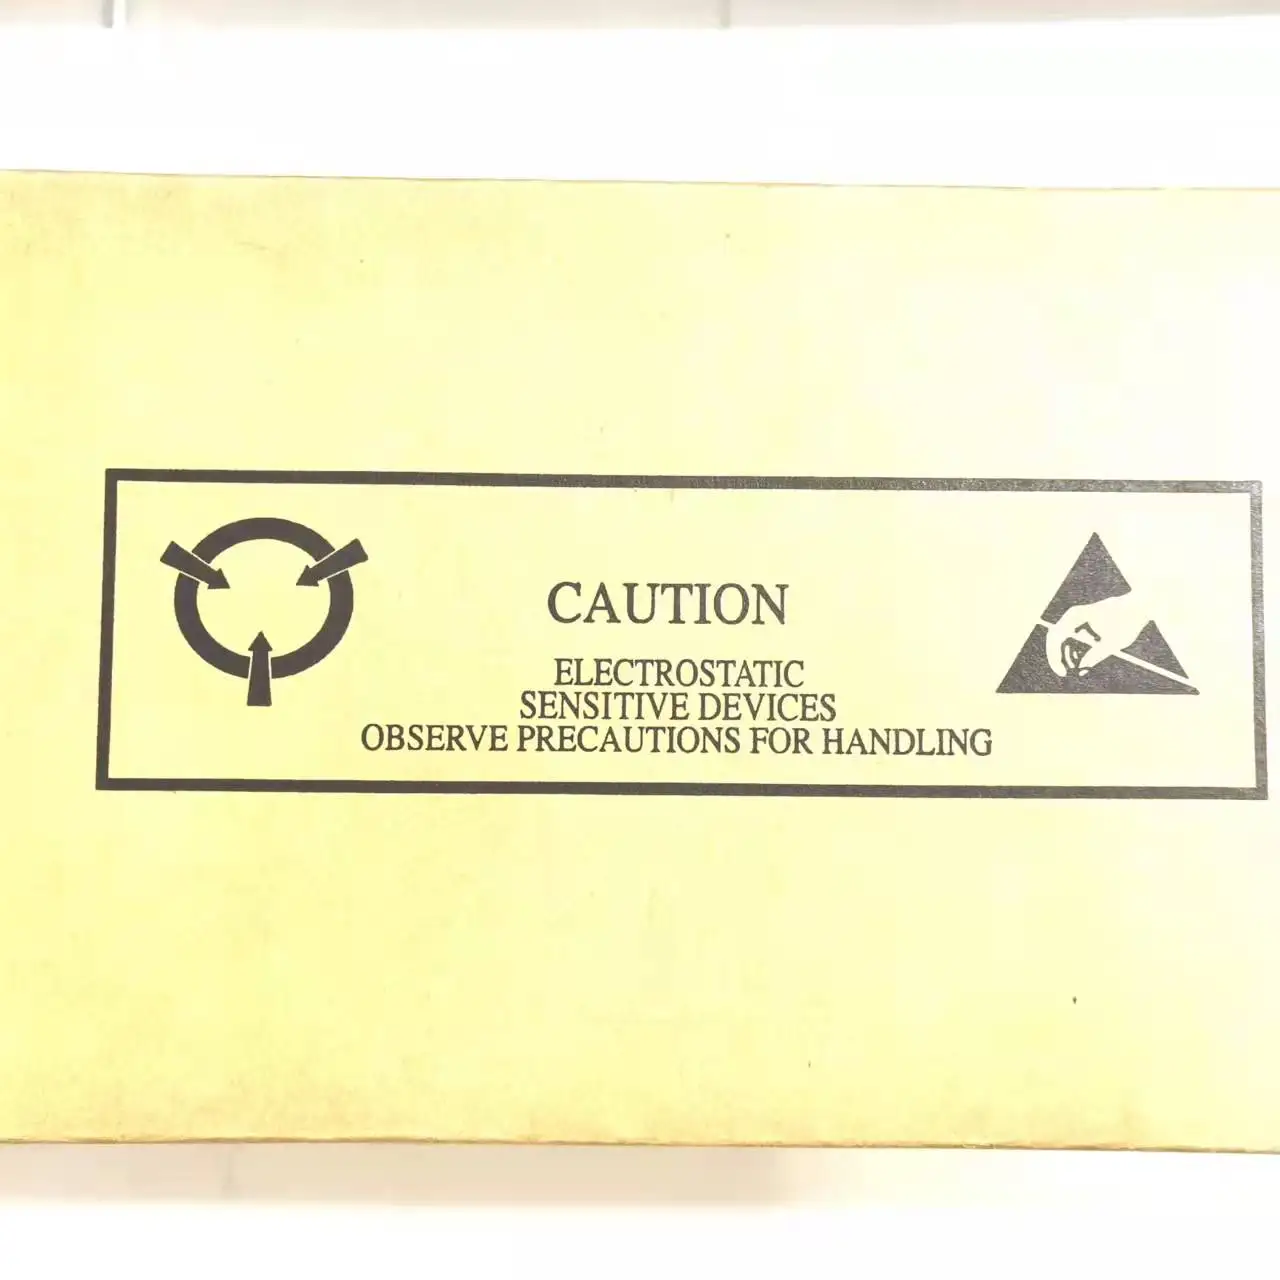 CAUTION
ELECTROSTATIC
SENSITIVE DEVICES
OBSERVE PRECAUTIONS FOR HANDLING